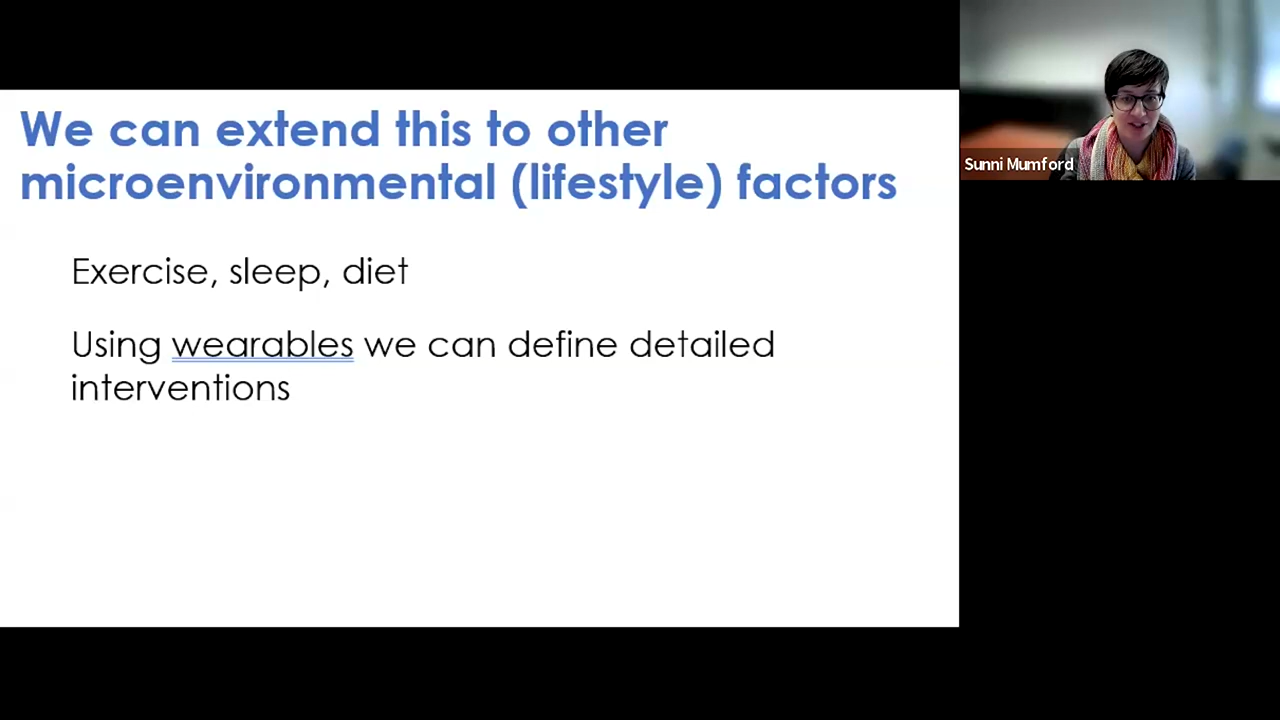 We can extend this to other
microenvironmental (lifestyle) factors
Exercise, sleep, diet
Using wearables we can define detailed
interventions
Sunni Mumford